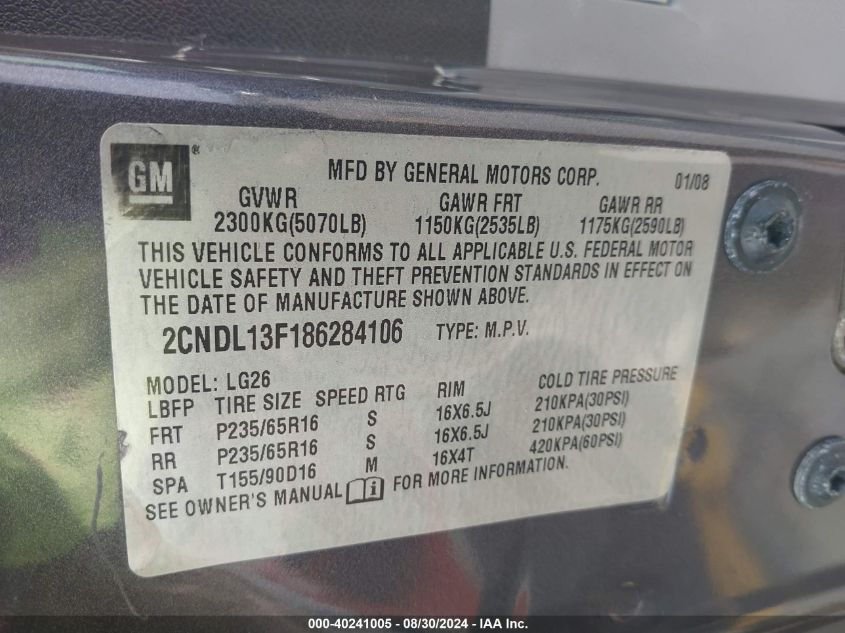 GM ®
MFD BY GENERAL MOTORS CORP. 01/08
GVWR GAWR FRT GAWR RR
2300KG(5070LB) 1150KG(2535LB) 1175KG(2590LB)
THIS VEHICLE CONFORMS TO ALL APPLICABLE U.S. FEDERAL MOTOR
VEHICLE SAFETY AND THEFT PREVENTION STANDARDS IN EFFECT ON
THE DATE OF MANUFACTURE SHOWN ABOVE.
2CNDL13F186284106 TYPE: M.P.V.
MODEL: LG26
LBFP TIRE SIZE SPEED RTG RIM COLD TIRE PRESSURE
FRT P235/65R16 S 16X6.5J 210KPA(30PSI)
RR P235/65R16 S 16X6.5J 210KPA(30PSI)
SPA T155/90D16 M 16X4T 420KPA(60PSI)
SEE OWNER'S MANUAL i FOR MORE INFORMATION.
000-40241005 - 08/30/2024 - IAA Inc.